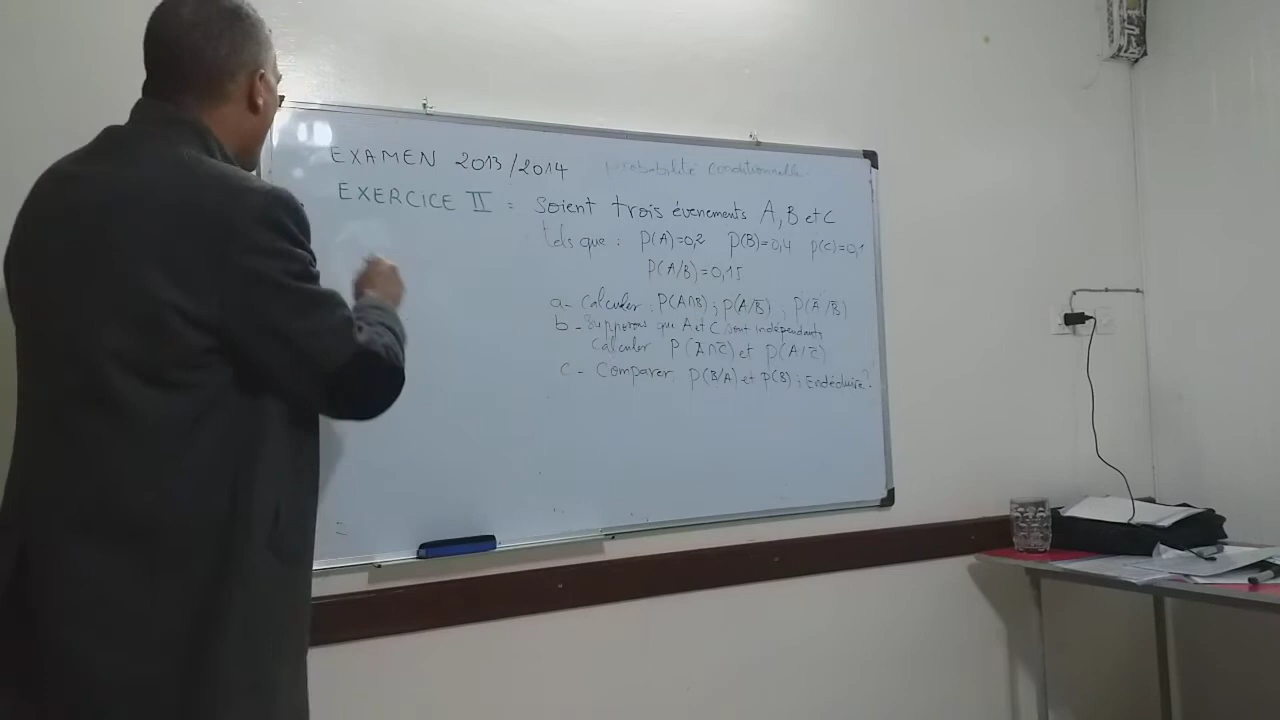 EXAMEN 2013/2014 probabilité conditionnelle
EXERCICE II : soient trois évenements A, B et C
tels que : P(A)=0,2 P(B)=0,4 P(C)=0,1
P(A/B)=0,15
a- Calculer : P(A∩B) ; P(A/B̅) ; P(A̅/B̅)
b- Supposons que A et C sont indépendants
Calculer P(A̅∩C̅) et P(A/C̅)
c- Comparer P(B/A) et P(B) ; En déduire ?